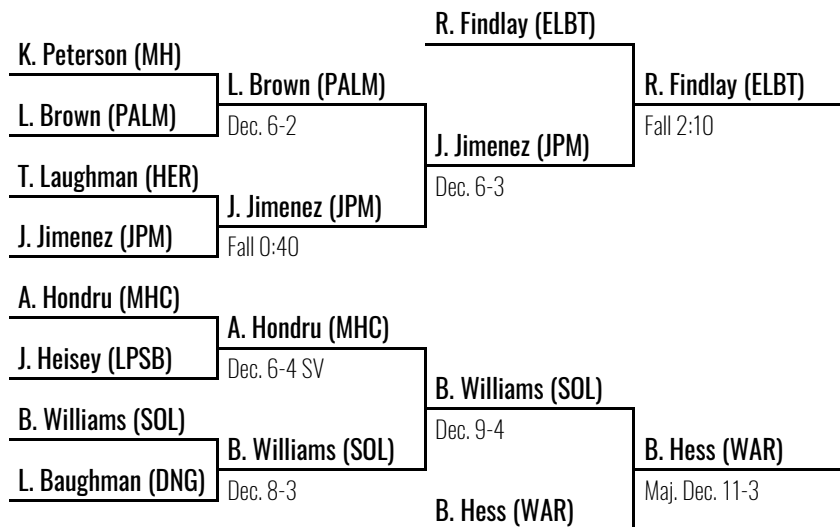 K. Peterson (MH)
L. Brown (PALM)
T. Laughman (HER)
J. Jimenez (JPM)
A. Hondru (MHC)
J. Heisey (LPSB)
B. Williams (SOL)
L. Baughman (DNG)
L. Brown (PALM)
Dec. 6-2
J. Jimenez (JPM)
Fall 0:40
A. Hondru (MHC)
Dec. 6-4 SV
B. Williams (SOL)
Dec. 8-3
R. Findlay (ELBT)
J. Jimenez (JPM)
Dec. 6-3
B. Williams (SOL)
Dec. 9-4
B. Hess (WAR)
R. Findlay (ELBT)
Fall 2:10
B. Hess (WAR)
Maj. Dec. 11-3